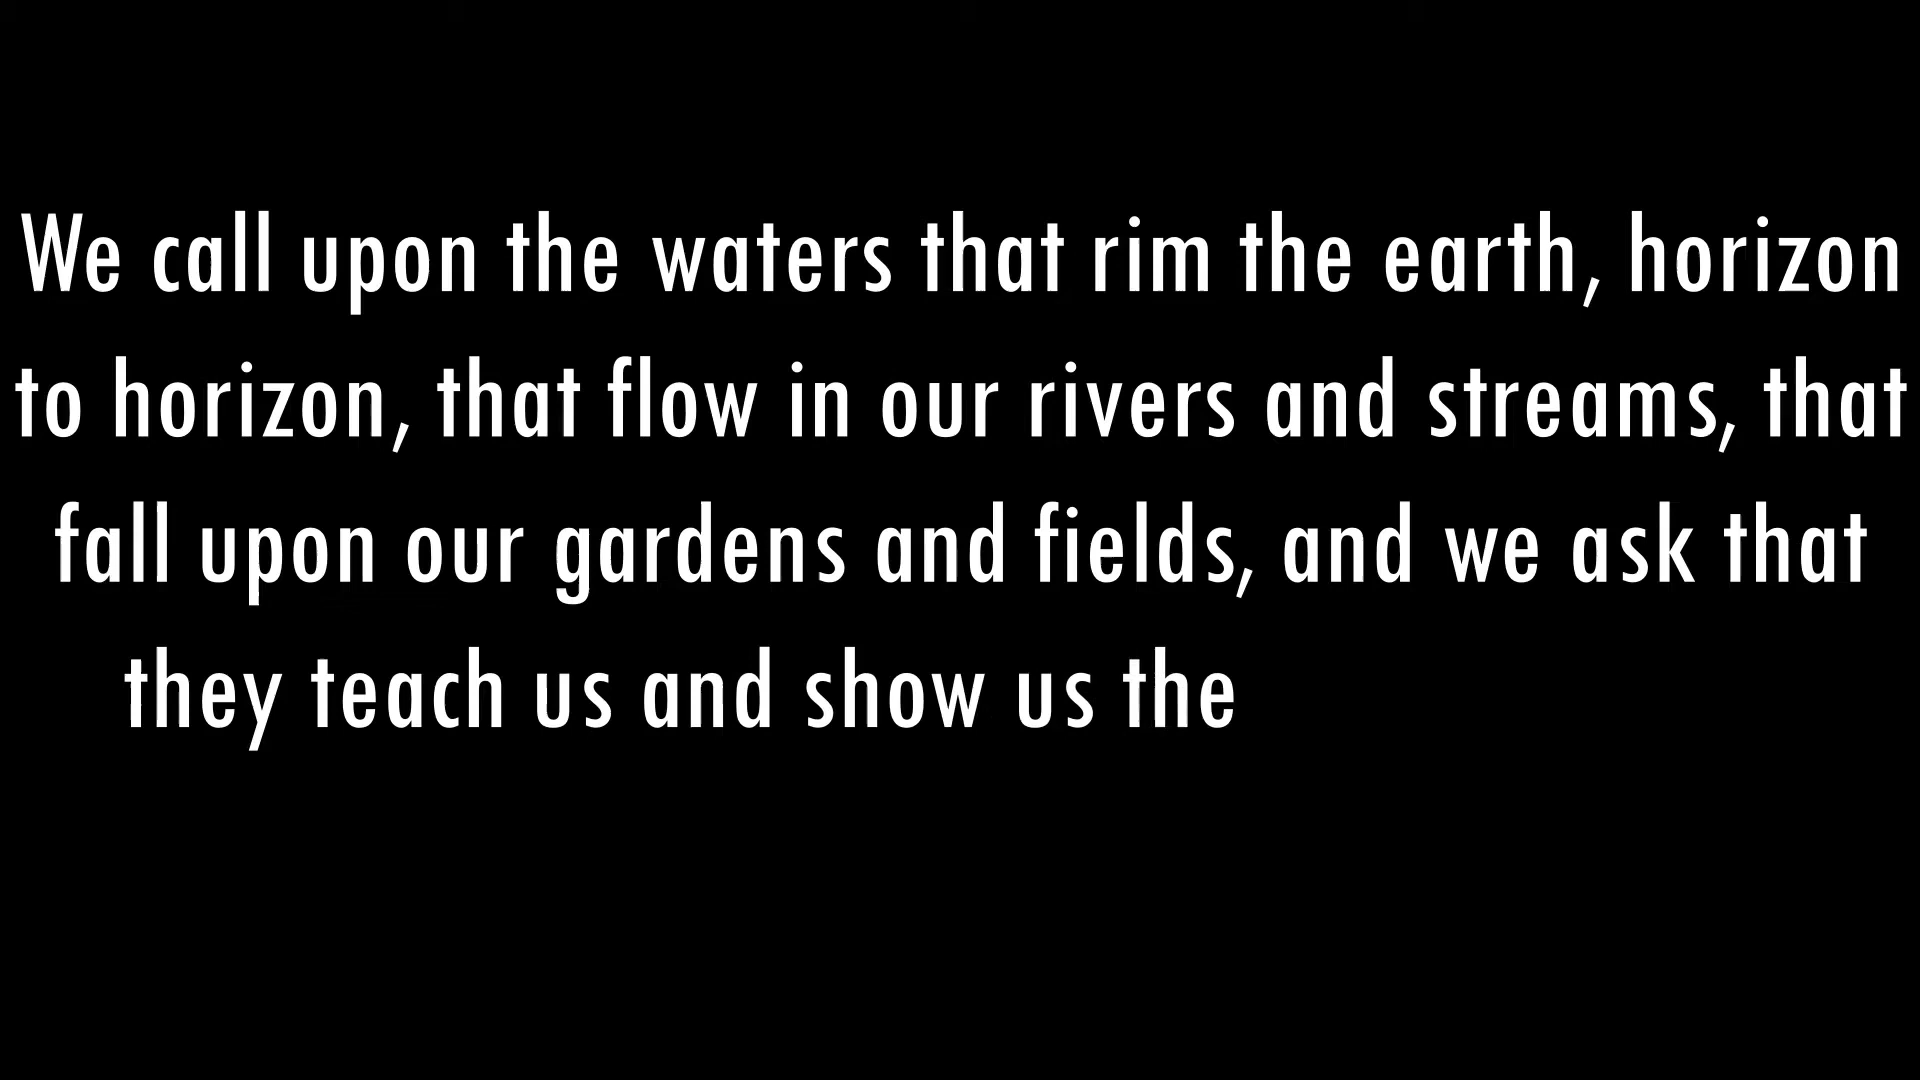 We call upon the waters that rim the earth, horizon
to horizon, that flow in our rivers and streams, that
fall upon our gardens and fields, and we ask that
they teach us and show us the